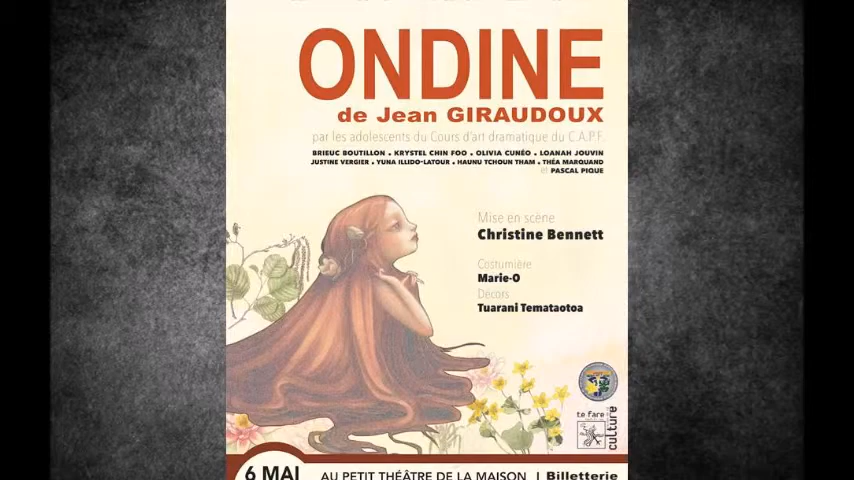 ONDINE
de Jean GIRAUDOUX
par les adolescents du Cours d'art dramatique du C.A.P.F.
BRIEUC BOUTILLON • KRYSTEL CHIN FOO • OLIVIA CUNÉO • LOANAH JOUVIN
JUSTINE VERGIER • YUNA ILLIDO-LATOUR • HAUNU TCHOUN THAM • THÉA MARQUAND
et PASCAL PIQUE
Mise en scène
Christine Bennett
Costumière
Marie-O
Décors
Tuarani Temataotoa
te fare
culture
6 MAI
AU PETIT THÉÂTRE DE LA MAISON | Billetterie